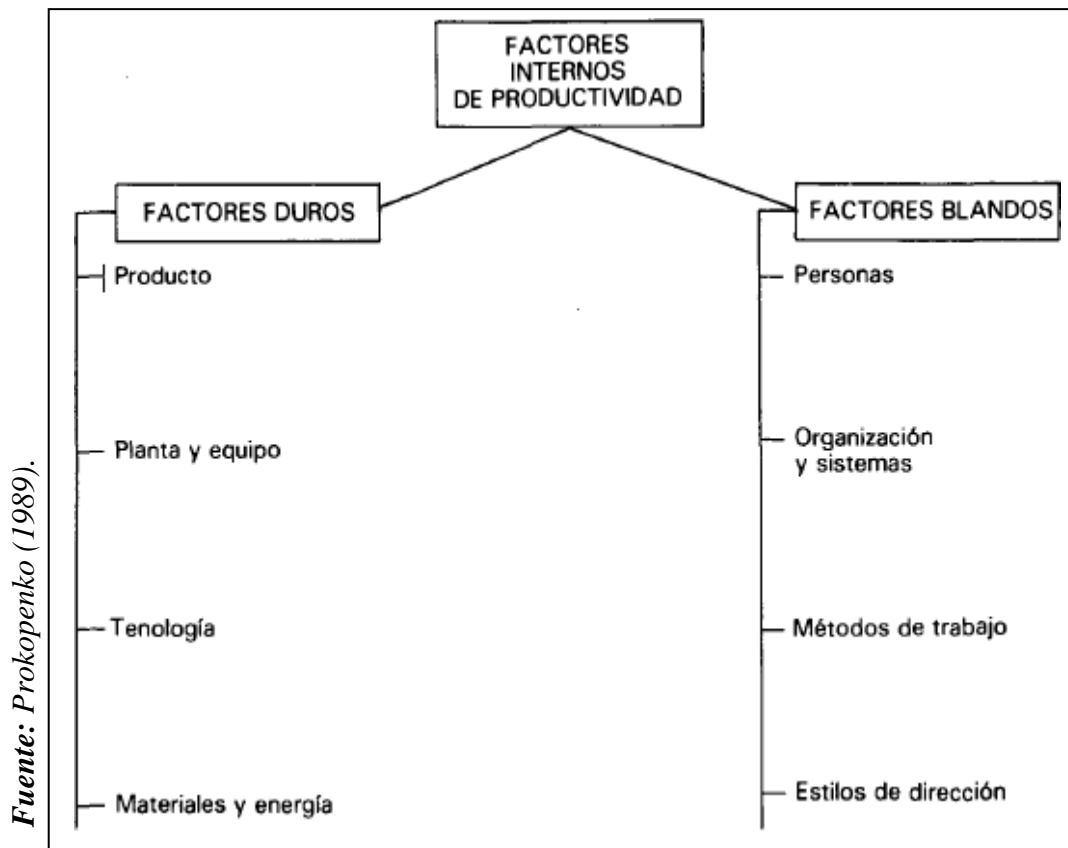 FACTORES
INTERNOS
DE PRODUCTIVIDAD
FACTORES DUROS
Producto
Planta y equipo
Tenología
Materiales y energía
FACTORES BLANDOS
Personas
Organización
y sistemas
Métodos de trabajo
Estilos de dirección
Fuente: Prokopenko (1989).